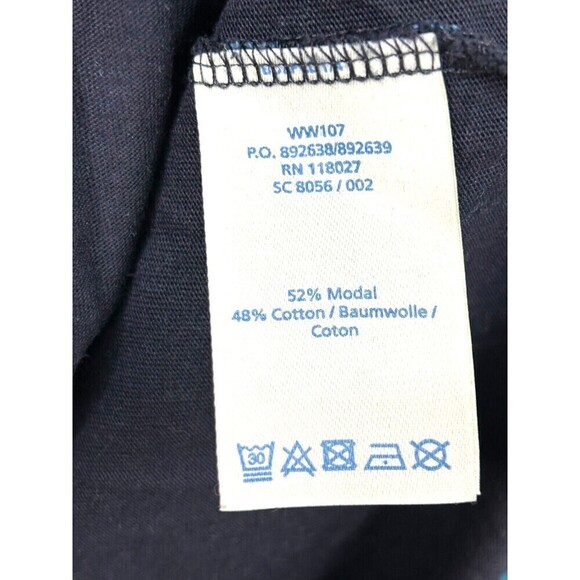 WW107
P.O. 892638/892639
RN 118027
SC 8056 / 002
52% Modal
48% Cotton / Baumwolle /
Coton
30